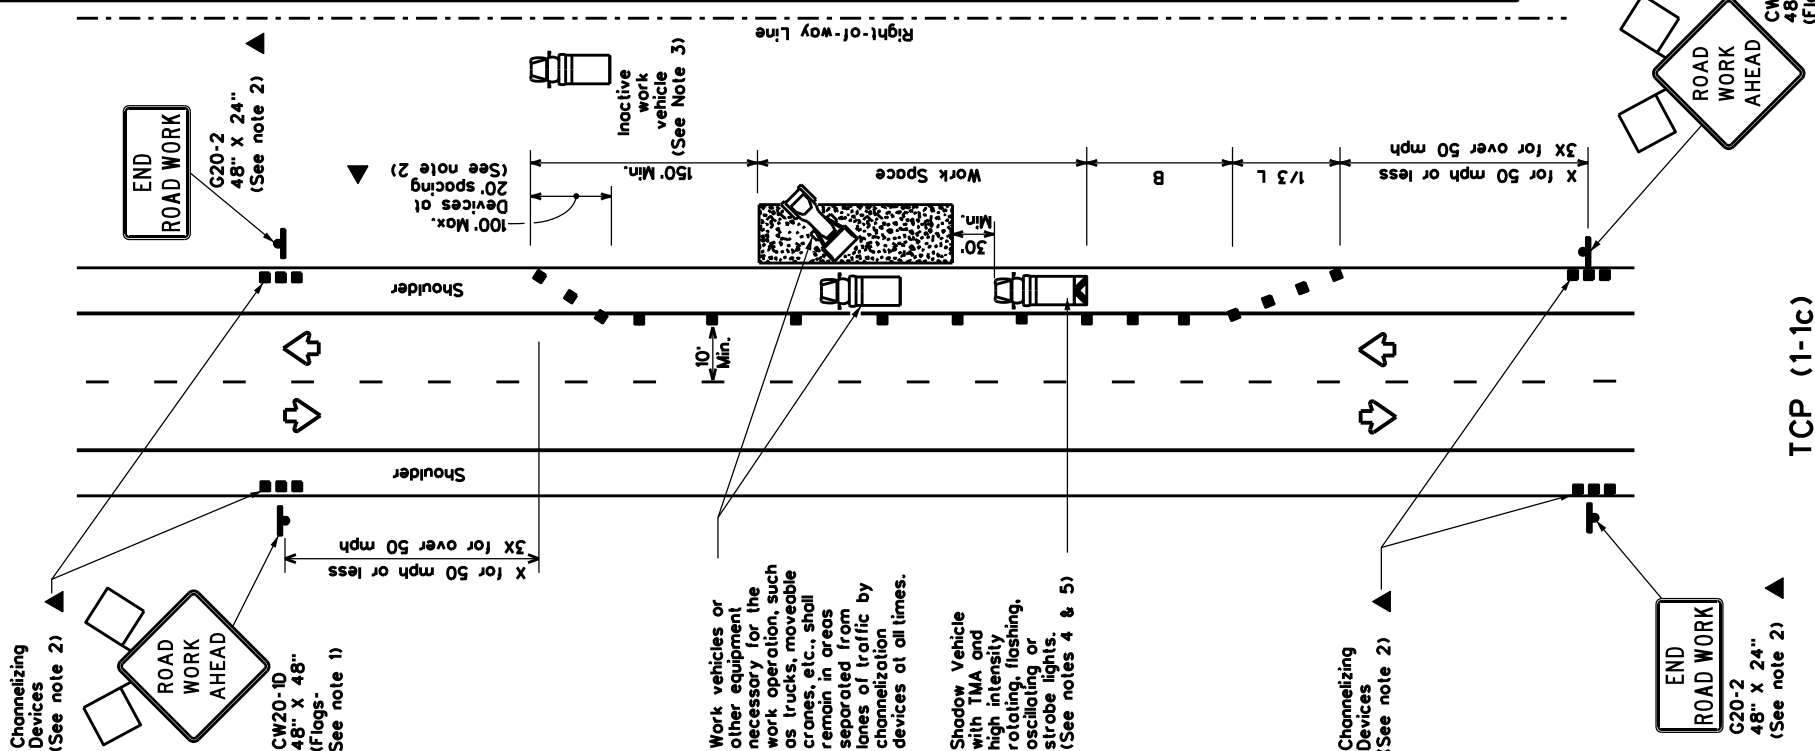 Right-of-way Line
END
ROAD WORK
G20-2
48" X 24"
(See note 2)
Inactive
work
vehicle
(See Note 3)
100' Max.
Devices at
20' spacing
(See note 2)
150' Min.
Work Space
B
1/3 L
X for 50 mph or less
3X for over 50 mph
ROAD
WORK
AHEAD
CW
48
(Fl
30'
Min.
Shoulder
10'
Min.
Shoulder
X for 50 mph or less
3X for over 50 mph
Channelizing
Devices
(See note 2)
ROAD
WORK
AHEAD
CW20-1D
48" X 48"
(Flags-
See note 1)
Work vehicles or
other equipment
necessary for the
work operation, such
as trucks, moveable
cranes, etc., shall
remain in areas
separated from
lanes of traffic by
channelization
devices at all times.
Shadow Vehicle
with TMA and
high intensity
rotating, flashing,
oscillating or
strobe lights.
(See notes 4 & 5)
Channelizing
Devices
(See note 2)
END
ROAD WORK
G20-2
48" X 24"
(See note 2)
TCP (1-1c)